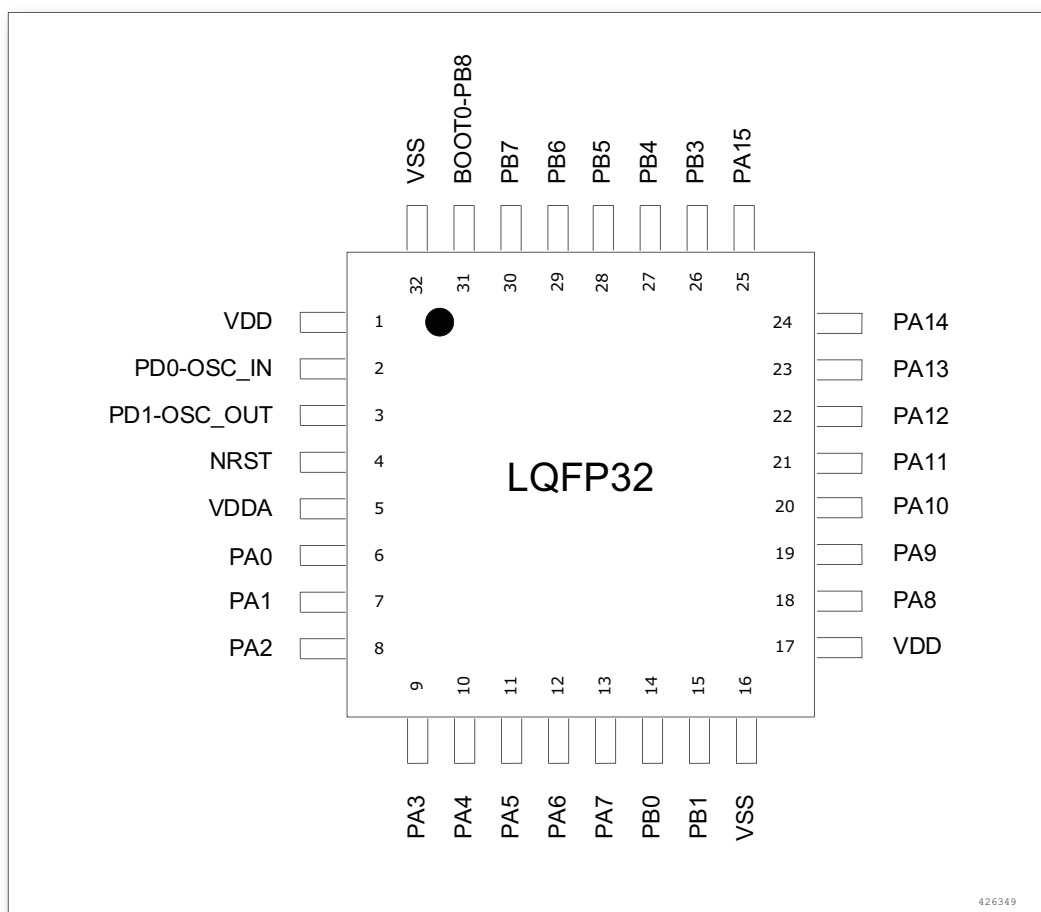 VSS
BOOT0-PB8
PB7
PB6
PB5
PB4
PB3
PA15
32
31
30
29
28
27
26
25
VDD
1
24
PA14
PD0-OSC_IN
2
23
PA13
PD1-OSC_OUT
3
22
PA12
NRST
4
21
PA11
LQFP32
VDDA
5
20
PA10
PA0
6
19
PA9
PA1
7
18
PA8
PA2
8
17
VDD
9
10
11
12
13
14
15
16
PA3
PA4
PA5
PA6
PA7
PB0
PB1
VSS
426349